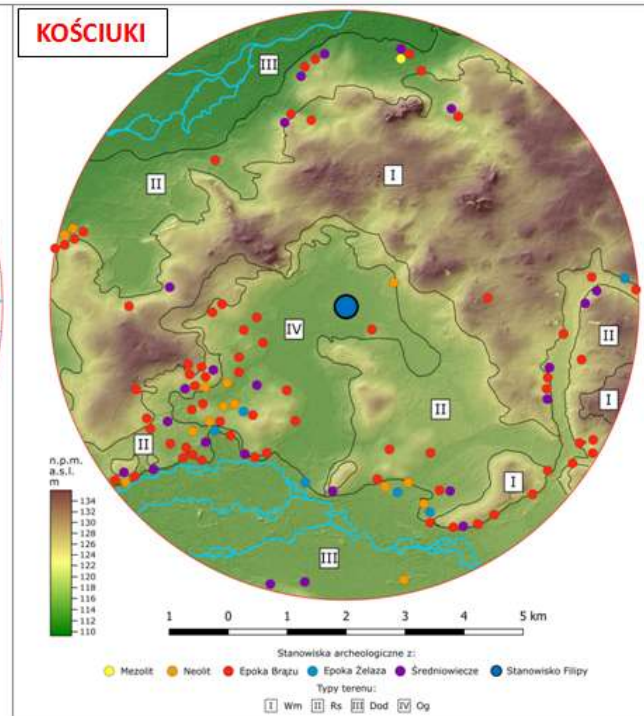 KOŚCIUKI
III
I
II
IV
II
I
II
II
I
III
n.p.m.
a.s.l.
m
134
131
128
126
124
122
120
118
116
114
112
110
1 0 1 2 3 4 5 km
Stanowiska archeologiczne z:
Mezolit Neolit Epoka Brązu Epoka Żelaza Średniowiecze Stanowisko Filipy
Typy terenu:
I Wm II Rs III Dod IV Og